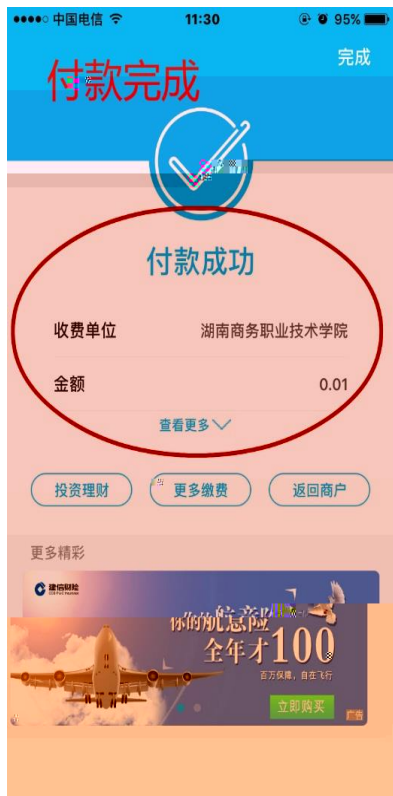 中国电信 11:30 95%
完成
付款完成
付款成功
收费单位 湖南商务职业技术学院
金额 0.01
查看更多
投资理财 更多缴费 返回商户
更多精彩
建信财险
你的航意险
全年才100
百万保障，自在飞行
立即购买
广告